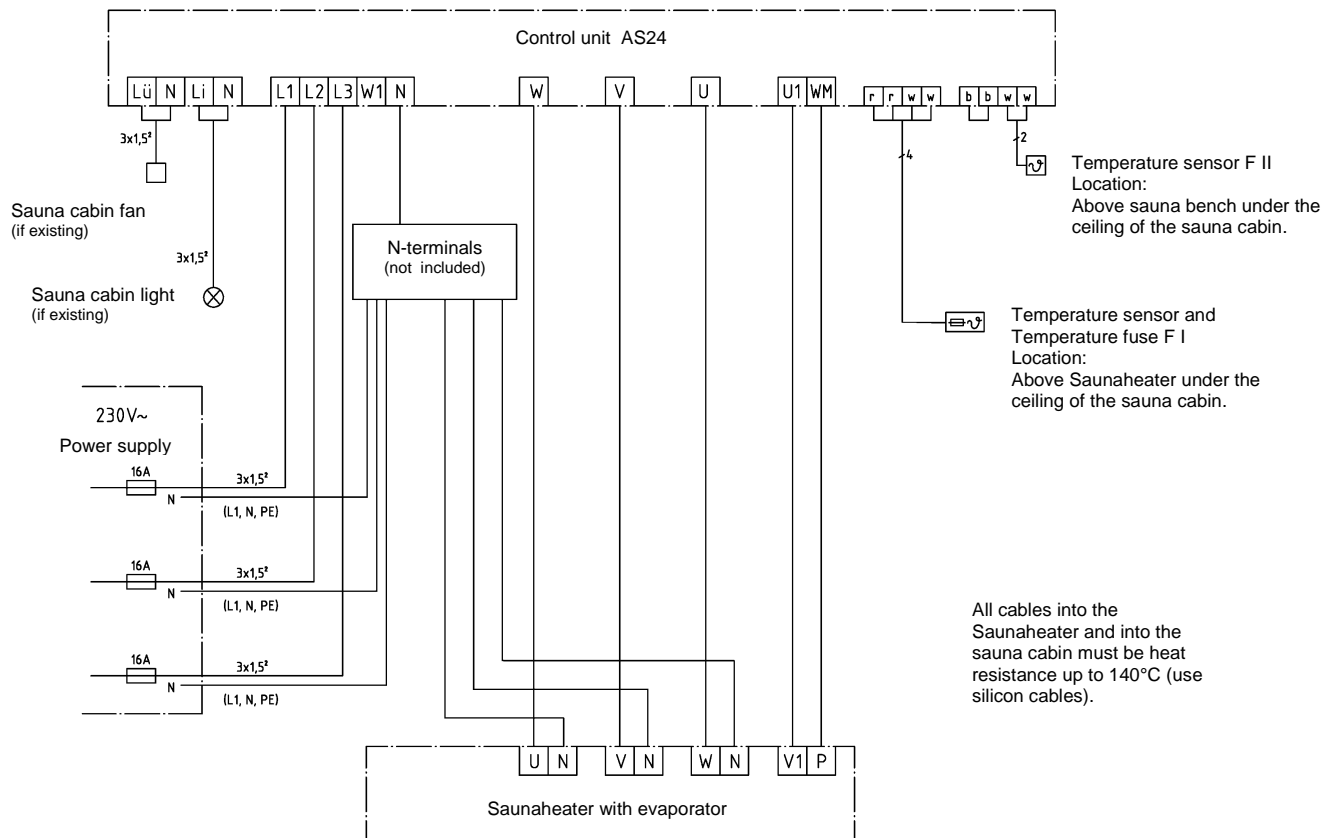 Control unit AS24
Lü N Li N L1 L2 L3 W1 N W V U U1 WM
r r w w b b w w
3x1,5²
4
2
Temperature sensor F II
Location:
Above sauna bench under the
ceiling of the sauna cabin.
Sauna cabin fan
(if existing)
N-terminals
(not included)
3x1,5²
Sauna cabin light
(if existing)
Temperature sensor and
Temperature fuse F I
Location:
Above Saunaheater under the
ceiling of the sauna cabin.
230V~
Power supply
16A
3x1,5²
N
(L1, N, PE)
16A
3x1,5²
N
(L1, N, PE)
16A
3x1,5²
N
(L1, N, PE)
All cables into the
Saunaheater and into the
sauna cabin must be heat
resistance up to 140°C (use
silicon cables).
U N V N W N V1 P
Saunaheater with evaporator